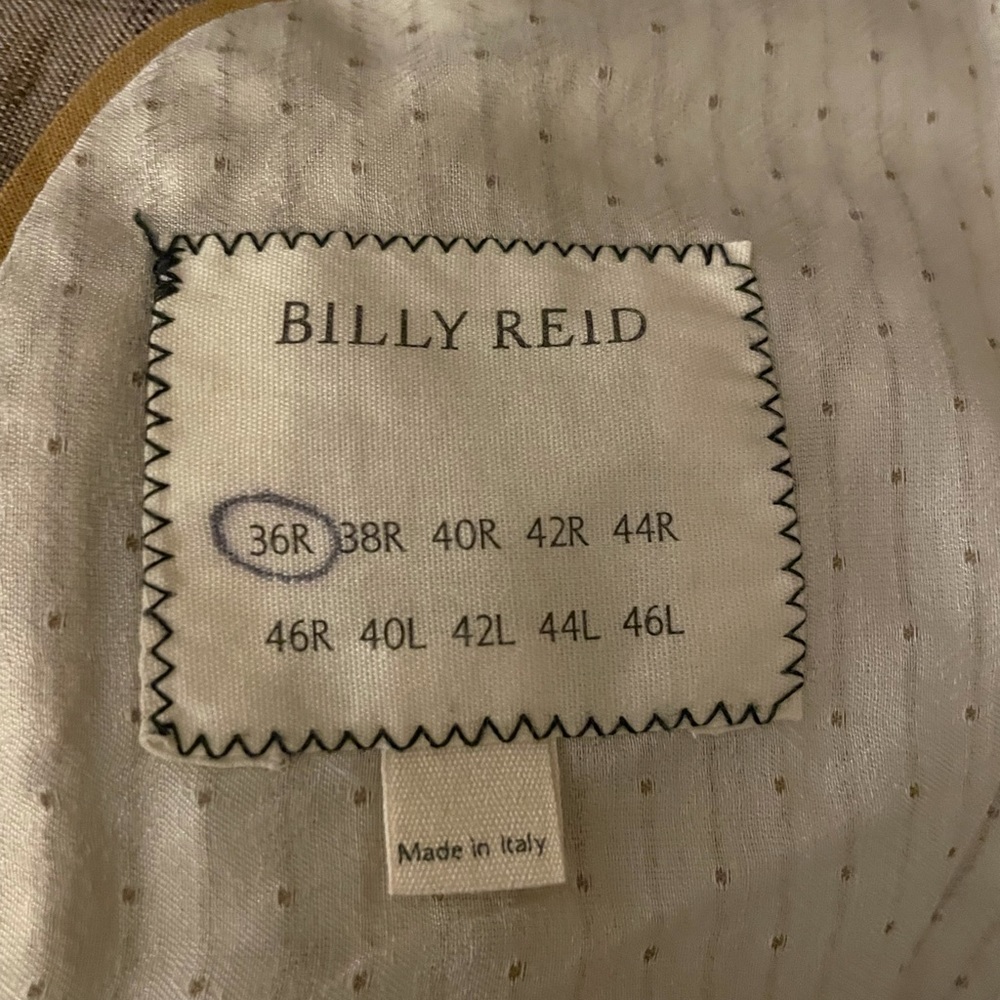 BILLY REID
36R 38R 40R 42R 44R
46R 40L 42L 44L 46L
Made in Italy